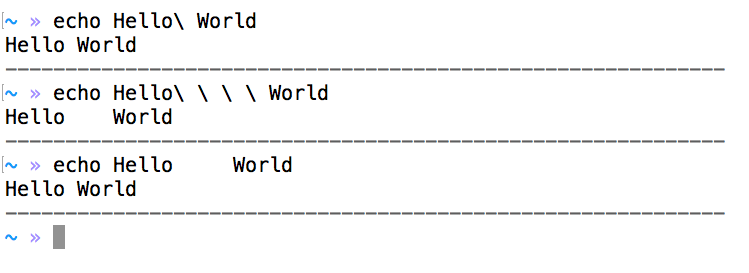 ~ » echo Hello\ World
Hello World
~ » echo Hello\ \ \ \ World
Hello    World
~ » echo Hello     World
Hello World
~ »